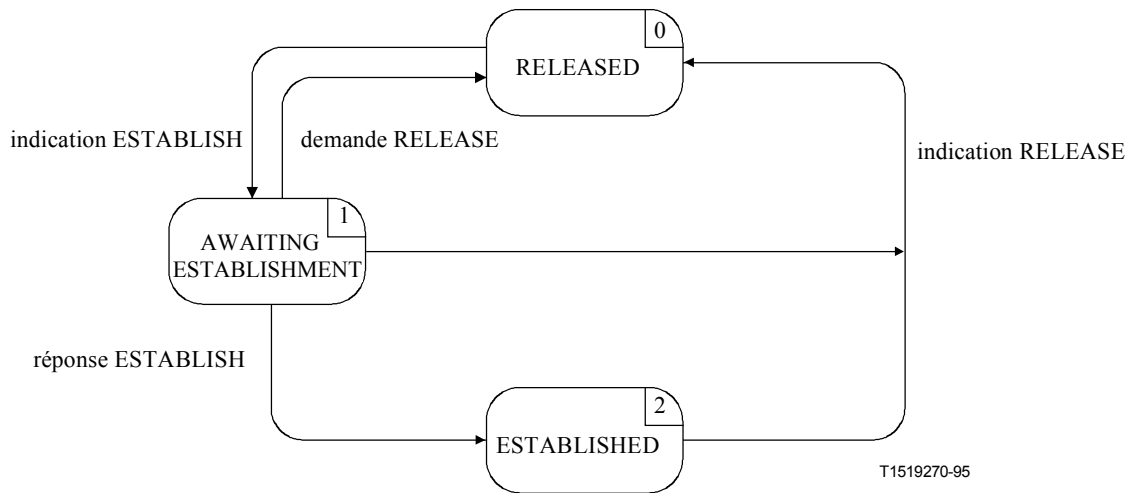 0
RELEASED
indication ESTABLISH
demande RELEASE
indication RELEASE
1
AWAITING
ESTABLISHMENT
réponse ESTABLISH
2
ESTABLISHED
T1519270-95